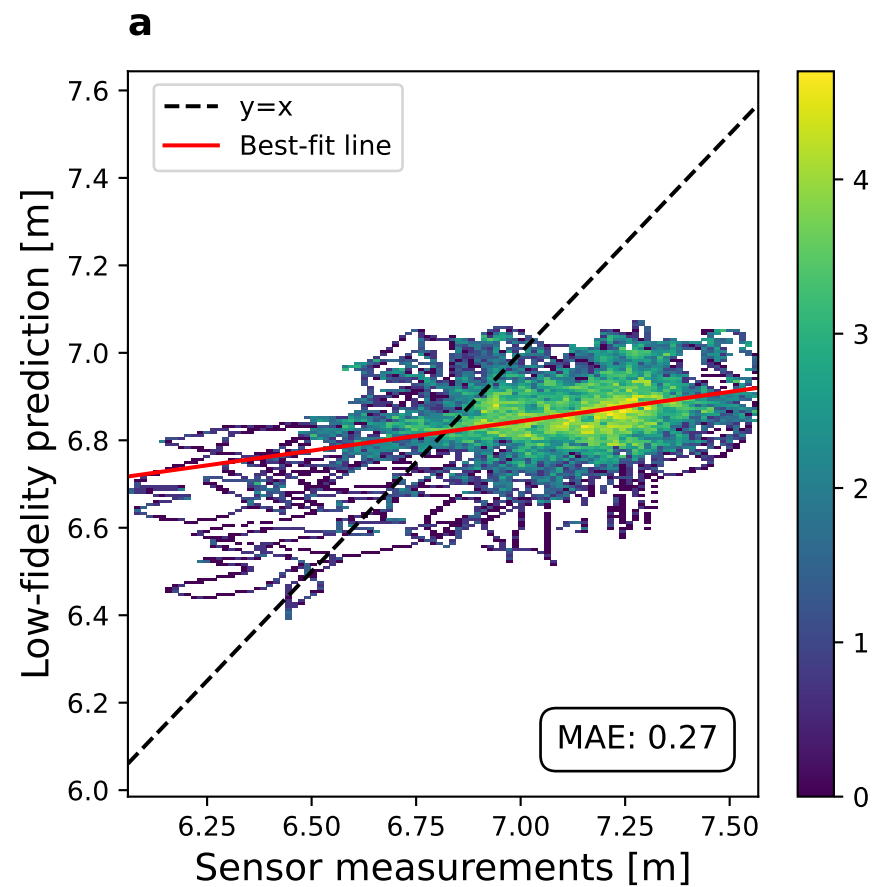 a
y=x
Best-fit line
7.6
7.4
7.2
7.0
6.8
6.6
6.4
6.2
6.0
Low-fidelity prediction [m]
MAE: 0.27
6.25 6.50 6.75 7.00 7.25 7.50
Sensor measurements [m]
4
3
2
1
0